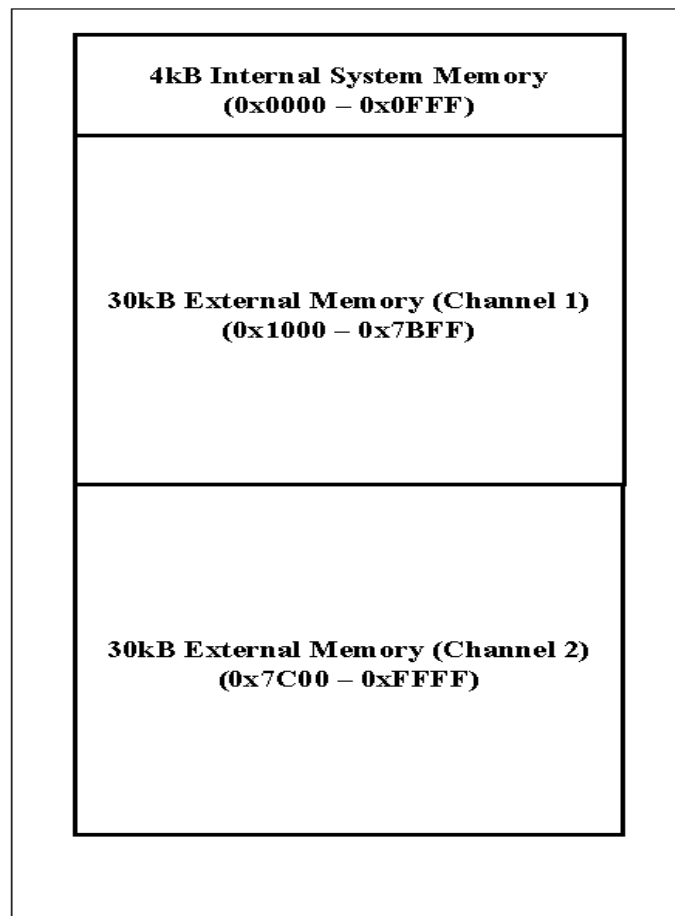 4kB Internal System Memory
(0x0000 – 0x0FFF)
30kB External Memory (Channel 1)
(0x1000 – 0x7BFF)
30kB External Memory (Channel 2)
(0x7C00 – 0xFFFF)